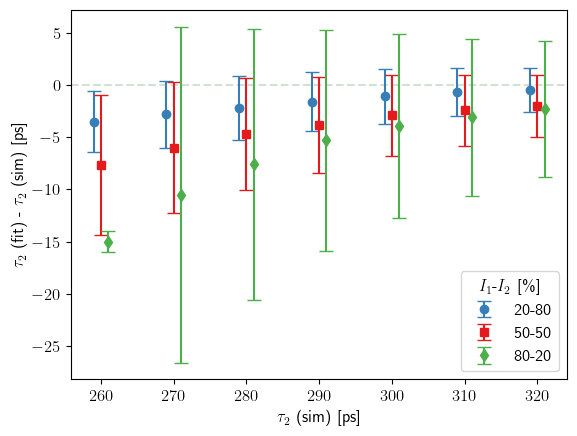 τ₂ (fit) - τ₂ (sim) [ps]
5
0
−5
−10
−15
−20
−25
I₁-I₂ [%]
20-80
50-50
80-20
260 270 280 290 300 310 320
τ₂ (sim) [ps]